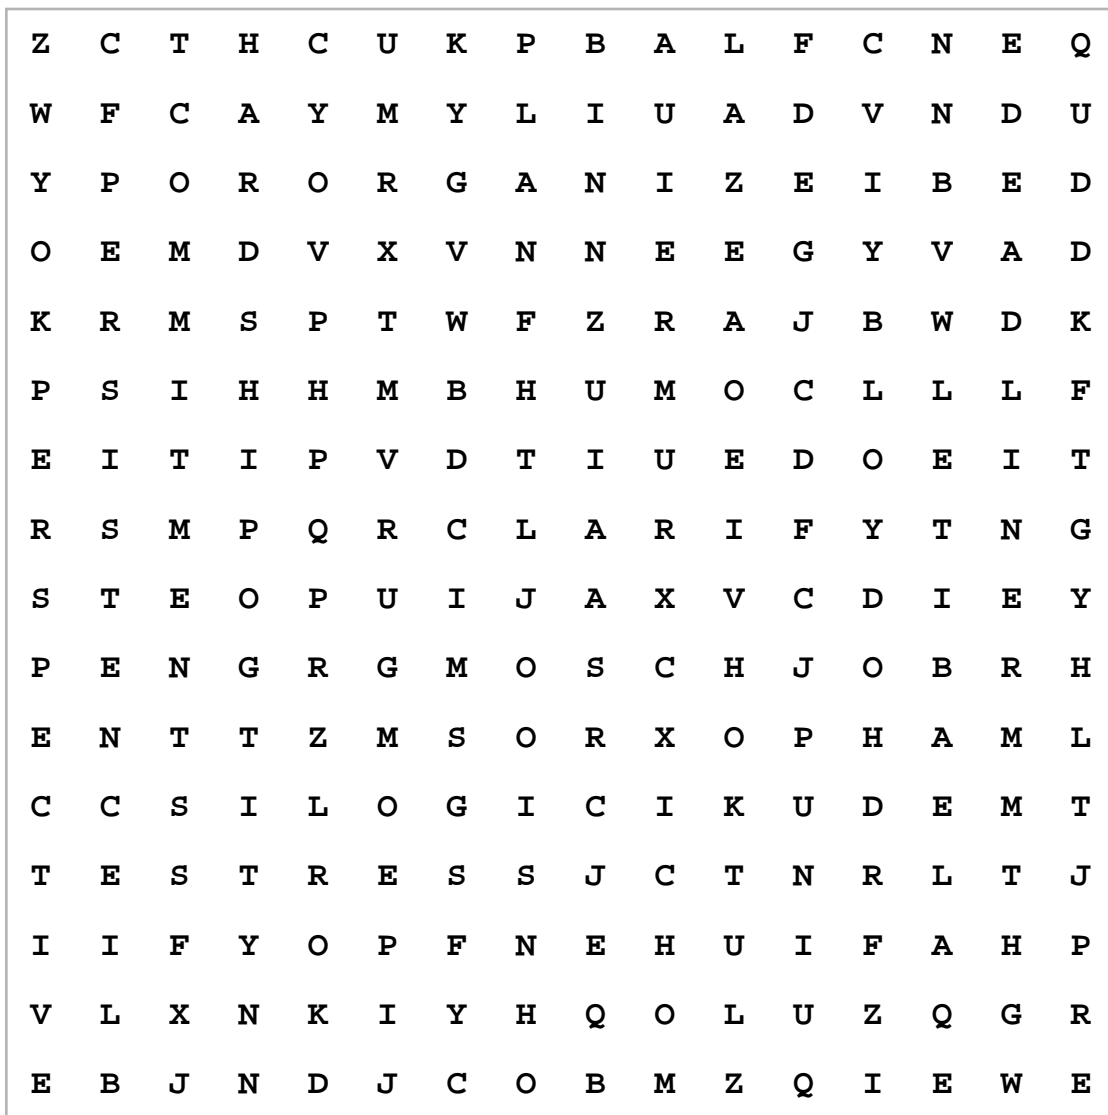 Z C T H C U K P B A L F C N E Q
W F C A Y M Y L I U A D V N D U
Y P O R O R G A N I Z E I B E D
O E M D V X V N N E E G Y V A D
K R M S P T W F Z R A J B W D K
P S I H H M B H U M O C L L L F
E I T I P V D T I U E D O E I T
R S M P Q R C L A R I F Y T N G
S T E O P U I J A X V C D I E Y
P E N G R G M O S C H J O B R H
E N T T Z M S O R X O P H A M L
C C S I L O G I C I K U D E M T
T E S T R E S S J C T N R L T J
I I F Y O P F N E H U I F A H P
V L X N K I Y H Q O L U Z Q G R
E B J N D J C O B M Z Q I E W E